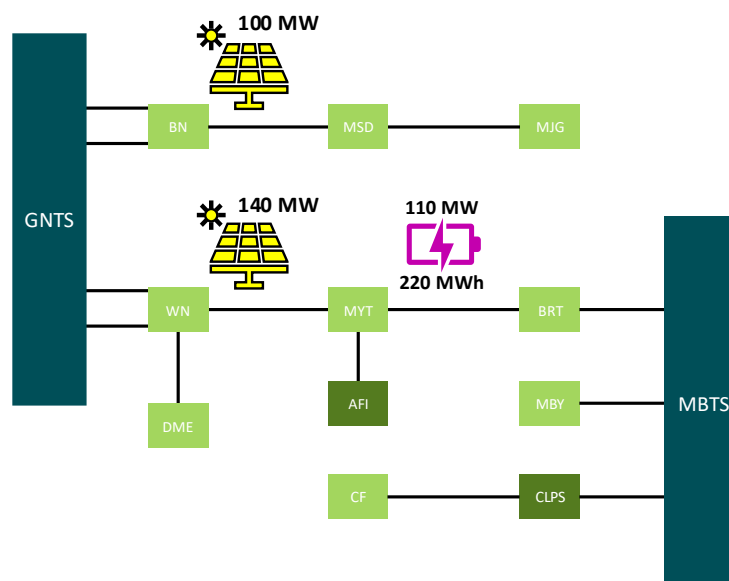 100 MW
BN
MSD
MJG
GNTS
140 MW
110 MW
220 MWh
WN
MYT
BRT
DME
AFI
MBY
MBTS
CF
CLPS